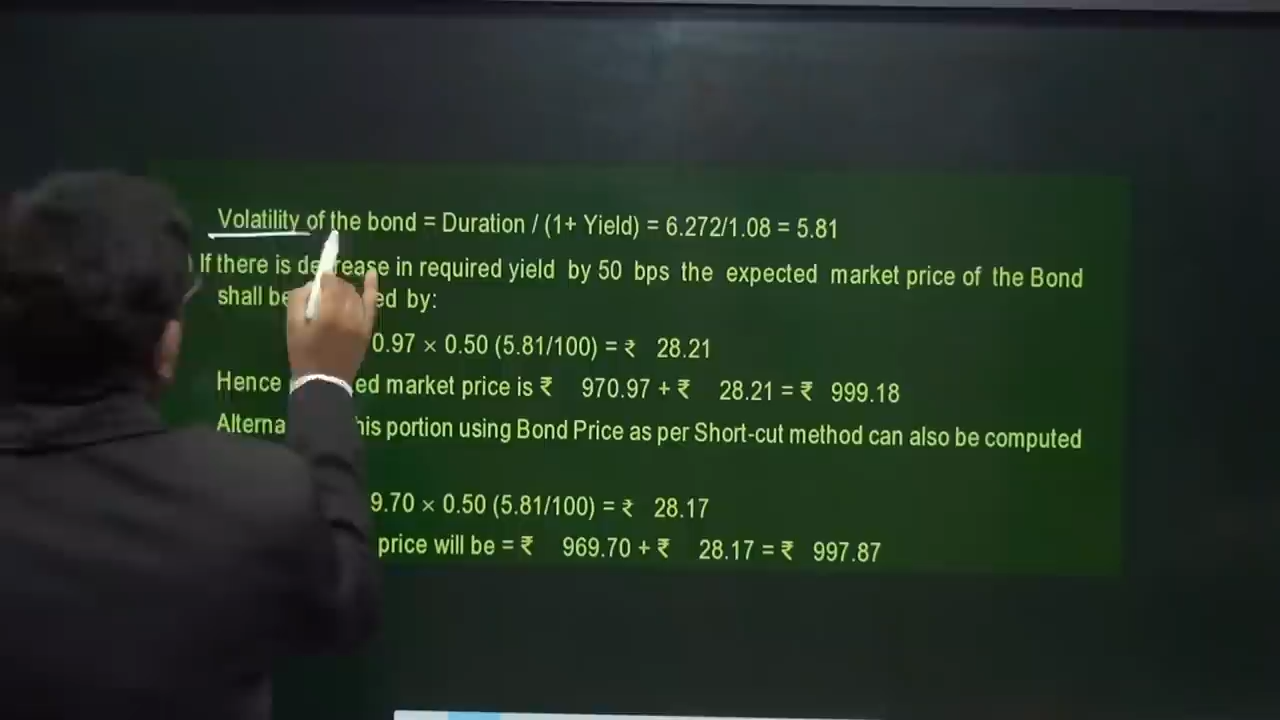 Volatility of the bond = Duration / (1+ Yield) = 6.272/1.08 = 5.81
If there is decrease in required yield by 50 bps the expected market price of the Bond
shall be ed by:
0.97 × 0.50 (5.81/100) = ₹ 28.21
Hence ed market price is ₹ 970.97 + ₹ 28.21 = ₹ 999.18
Alterna his portion using Bond Price as per Short-cut method can also be computed
9.70 × 0.50 (5.81/100) = ₹ 28.17
price will be = ₹ 969.70 + ₹ 28.17 = ₹ 997.87